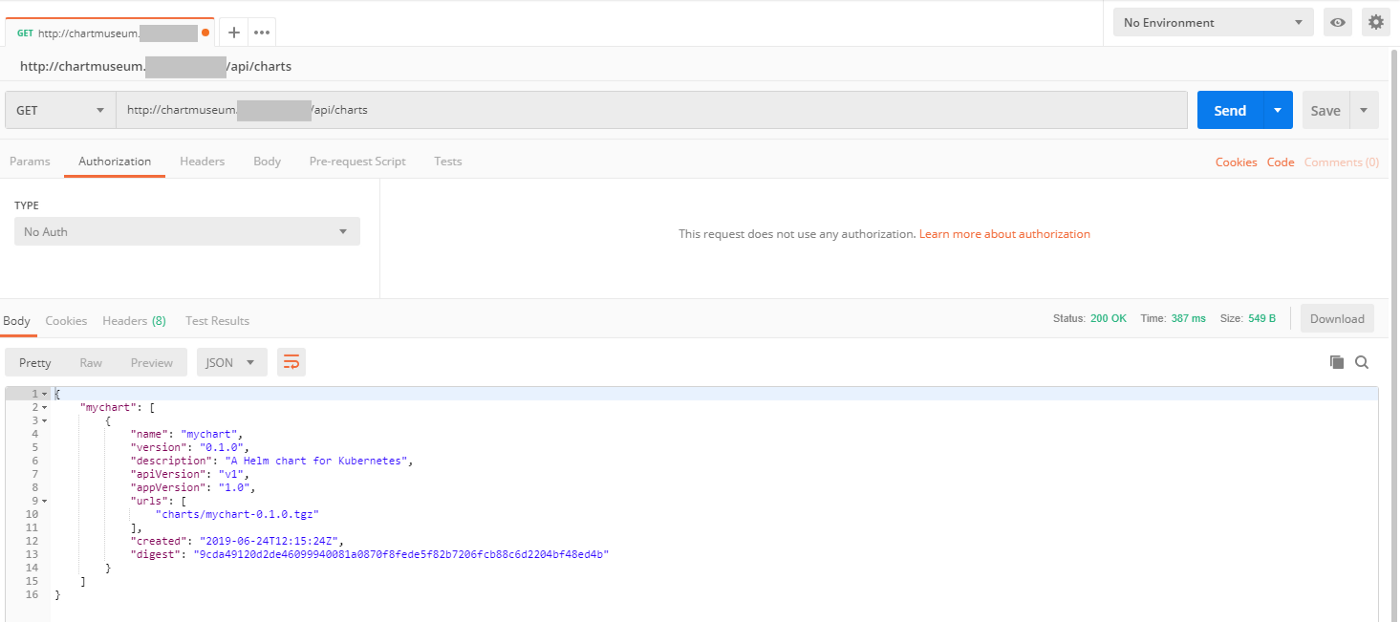 GET http://chartmuseum.
No Environment
http://chartmuseum. /api/charts
GET http://chartmuseum. /api/charts Send Save
Params Authorization Headers Body Pre-request Script Tests Cookies Code Comments (0)
TYPE
No Auth
This request does not use any authorization. Learn more about authorization
Body Cookies Headers (8) Test Results Status: 200 OK Time: 387 ms Size: 549 B Download
Pretty Raw Preview JSON
1 {
2 "mychart": [
3 {
4 "name": "mychart",
5 "version": "0.1.0",
6 "description": "A Helm chart for Kubernetes",
7 "apiVersion": "v1",
8 "appVersion": "1.0",
9 "urls": [
10 "charts/mychart-0.1.0.tgz"
11 ],
12 "created": "2019-06-24T12:15:24Z",
13 "digest": "9cda49120d2de46099940081a0870f8fede5f82b7206fcb88c6d2204bf48ed4b"
14 }
15 ]
16 }